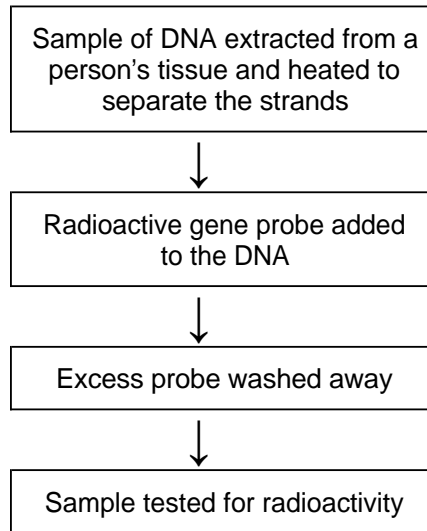 Sample of DNA extracted from a
person's tissue and heated to
separate the strands
Radioactive gene probe added
to the DNA
Excess probe washed away
Sample tested for radioactivity